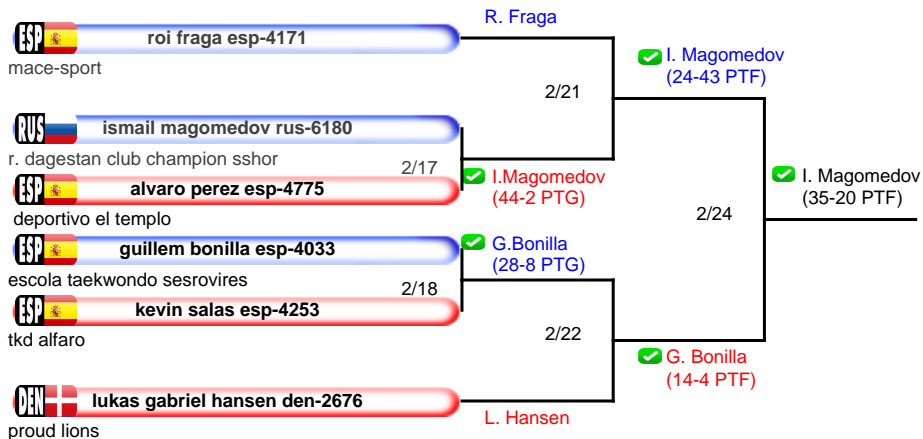 R. Fraga
ESP roi fraga esp-4171
mace-sport
I. Magomedov
(24-43 PTF)
2/21
RUS ismail magomedov rus-6180
r. dagestan club champion sshor
2/17
ESP alvaro perez esp-4775
deportivo el templo
I.Magomedov
(44-2 PTG)
I. Magomedov
(35-20 PTF)
2/24
ESP guillem bonilla esp-4033
escola taekwondo sesrovires
G.Bonilla
(28-8 PTG)
2/18
ESP kevin salas esp-4253
tkd alfaro
2/22
G. Bonilla
(14-4 PTF)
DEN lukas gabriel hansen den-2676
proud lions
L. Hansen